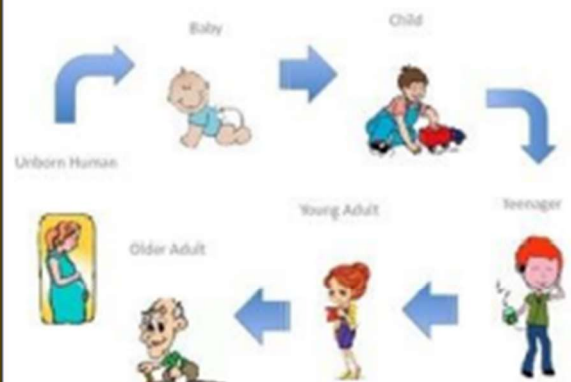 Unborn Human
Baby
Child
Teenager
Young Adult
Older Adult